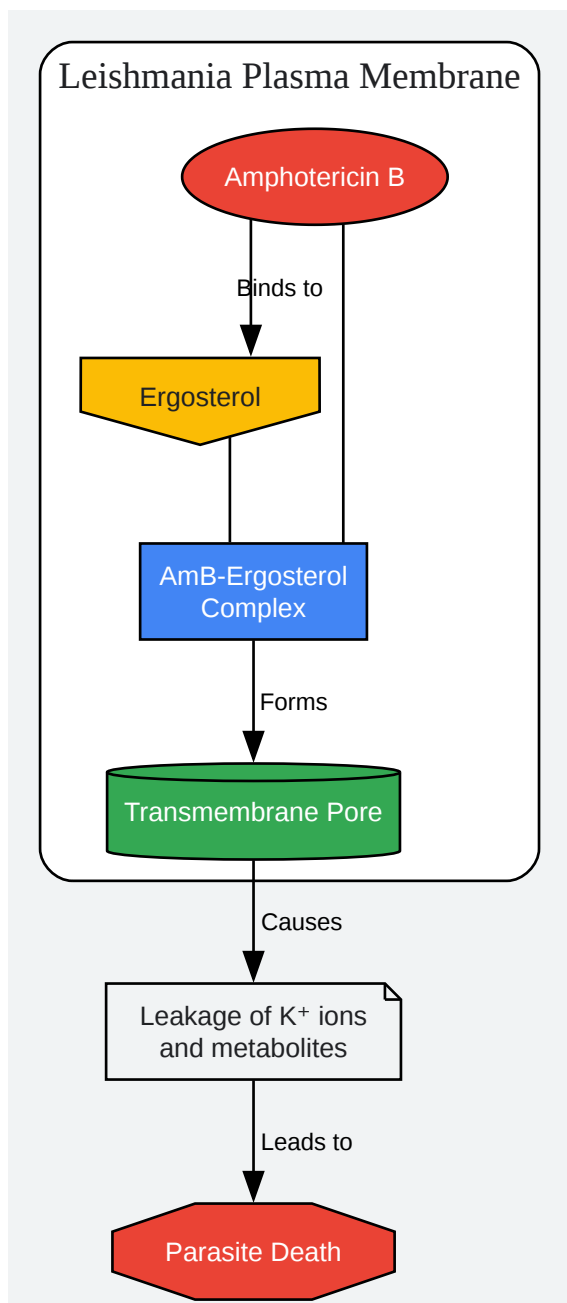 Leishmania Plasma Membrane
Amphotericin B
Binds to
Ergosterol
AmB-Ergosterol
Complex
Forms
Transmembrane Pore
Causes
Leakage of K⁺ ions
and metabolites
Leads to
Parasite Death